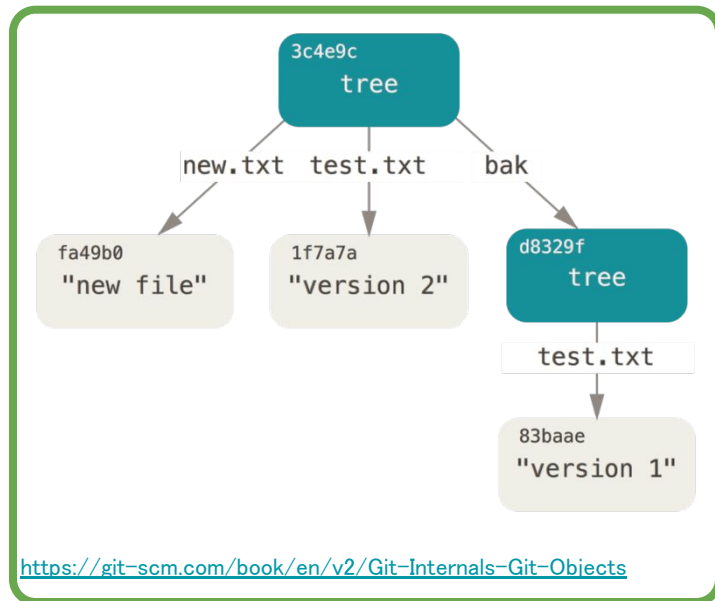 3c4e9c
tree
new.txt test.txt bak
fa49b0
"new file"
1f7a7a
"version 2"
d8329f
tree
test.txt
83baae
"version 1"
https://git-scm.com/book/en/v2/Git-Internals-Git-Objects